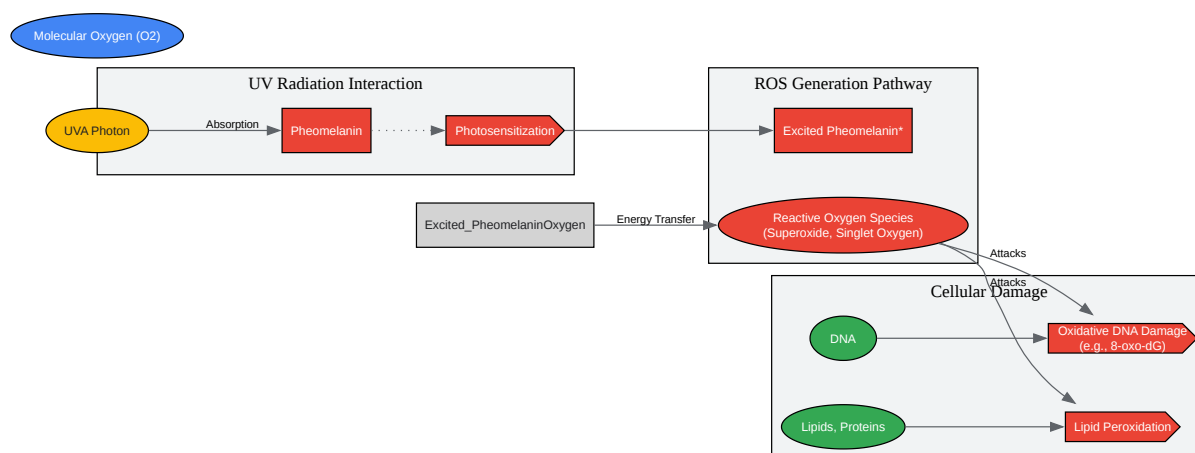 Molecular Oxygen (O2)
UV Radiation Interaction
ROS Generation Pathway
UVA Photon
Absorption
Pheomelanin
Photosensitization
Excited Pheomelanin*
Excited_PheomelaninOxygen
Energy Transfer
Reactive Oxygen Species
(Superoxide, Singlet Oxygen)
Attacks
Attacks
Cellular Damage
DNA
Oxidative DNA Damage
(e.g., 8-oxo-dG)
Lipids, Proteins
Lipid Peroxidation